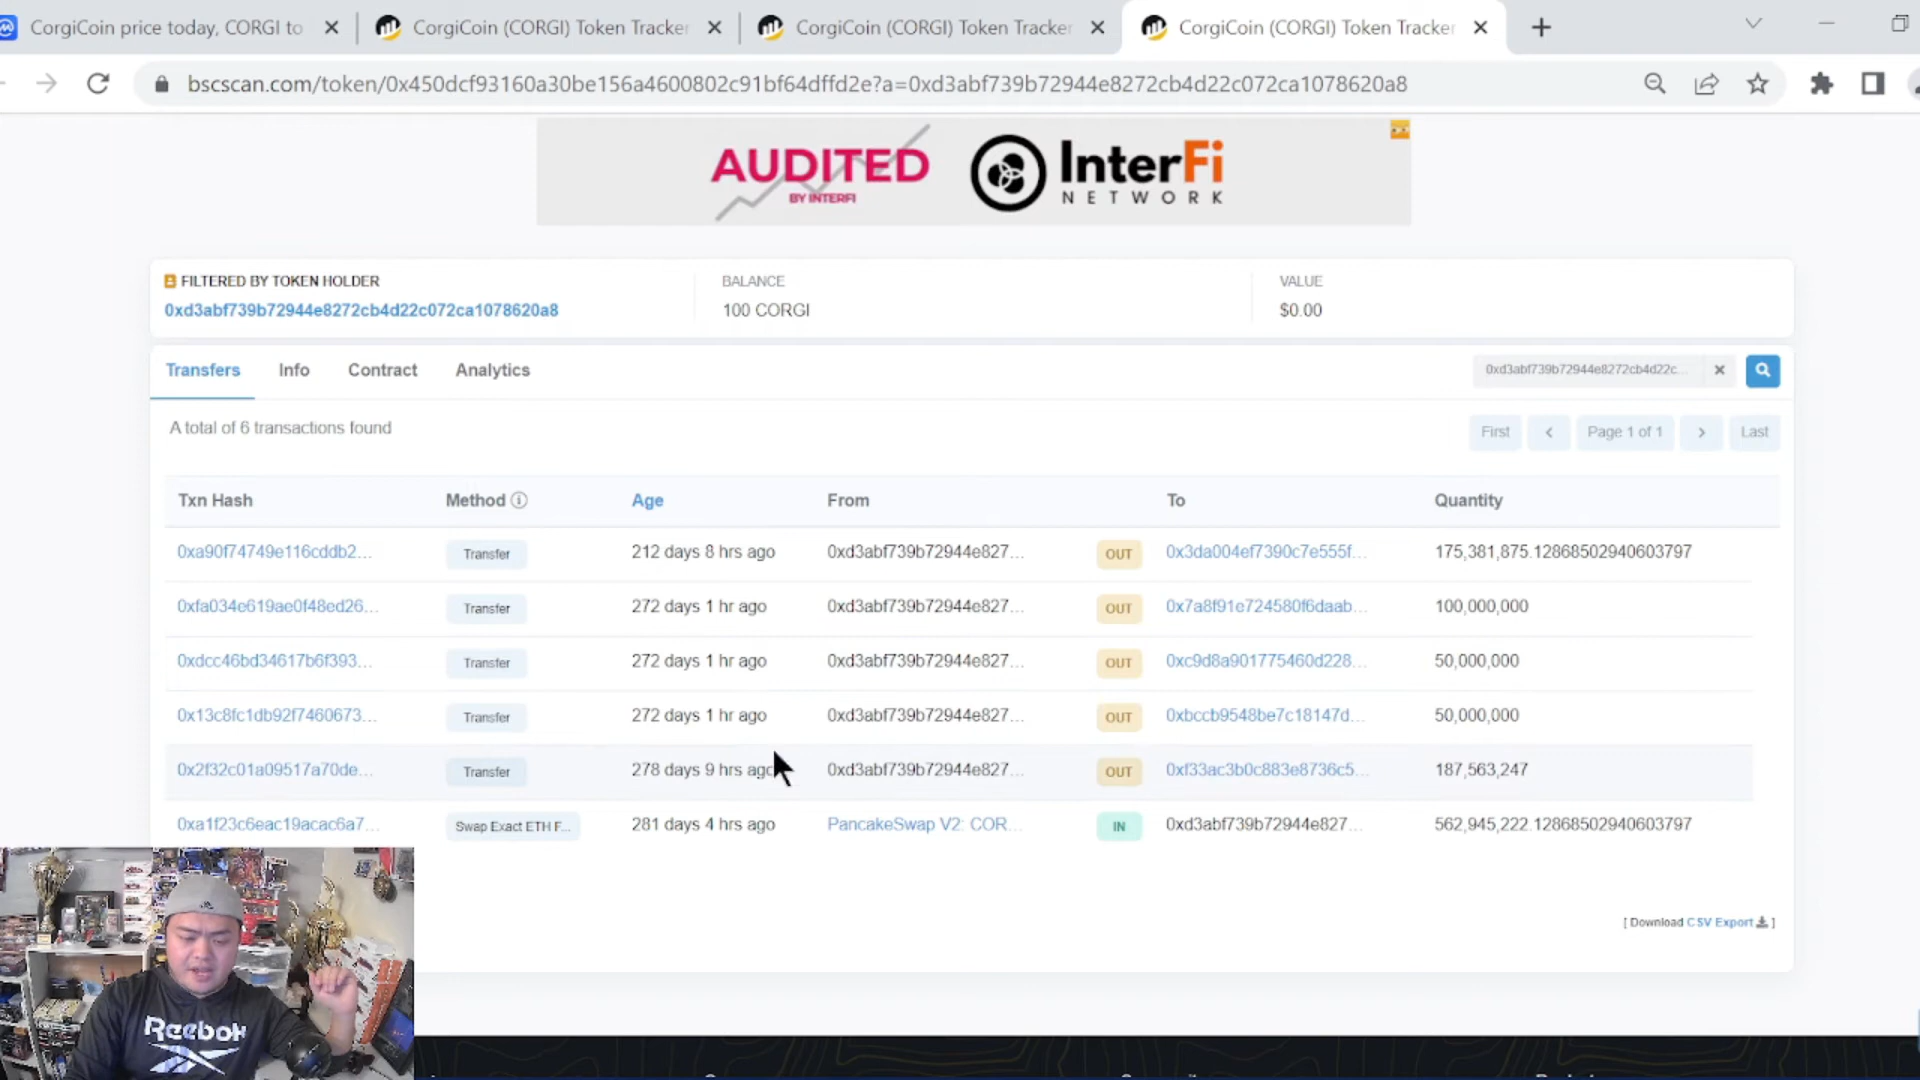 CorgiCoin price today, CORGI to
CorgiCoin (CORGI) Token Tracker
CorgiCoin (CORGI) Token Tracker
CorgiCoin (CORGI) Token Tracker
bscscan.com/token/0x450dcf93160a30be156a4600802c91bf64dffd2e?a=0xd3abf739b72944e8272cb4d22c072ca1078620a8
AUDITED
BY INTERFI
InterFi
NETWORK
FILTERED BY TOKEN HOLDER
0xd3abf739b72944e8272cb4d22c072ca1078620a8
BALANCE
100 CORGI
VALUE
$0.00
Transfers Info Contract Analytics
0xd3abf739b72944e8272cb4d22c...
A total of 6 transactions found
First Page 1 of 1 Last
Txn Hash Method Age From To Quantity
0xa90f74749e116cddb2... Transfer 212 days 8 hrs ago 0xd3abf739b72944e827... OUT 0x3da004ef7390c7e555f... 175,381,875.12868502940603797
0xfa034e619ae0f48ed26... Transfer 272 days 1 hr ago 0xd3abf739b72944e827... OUT 0x7a8f91e724580f6daab... 100,000,000
0xdcc46bd34617b6f393... Transfer 272 days 1 hr ago 0xd3abf739b72944e827... OUT 0xc9d8a901775460d228... 50,000,000
0x13c8fc1db92f7460673... Transfer 272 days 1 hr ago 0xd3abf739b72944e827... OUT 0xbccb9548be7c18147d... 50,000,000
0x2f32c01a09517a70de... Transfer 278 days 9 hrs ago 0xd3abf739b72944e827... OUT 0xf33ac3b0c883e8736c5... 187,563,247
0xa1f23c6eac19acac6a7... Swap Exact ETH F... 281 days 4 hrs ago PancakeSwap V2: COR... IN 0xd3abf739b72944e827... 562,945,222.12868502940603797
[ Download CSV Export ]
Reebok